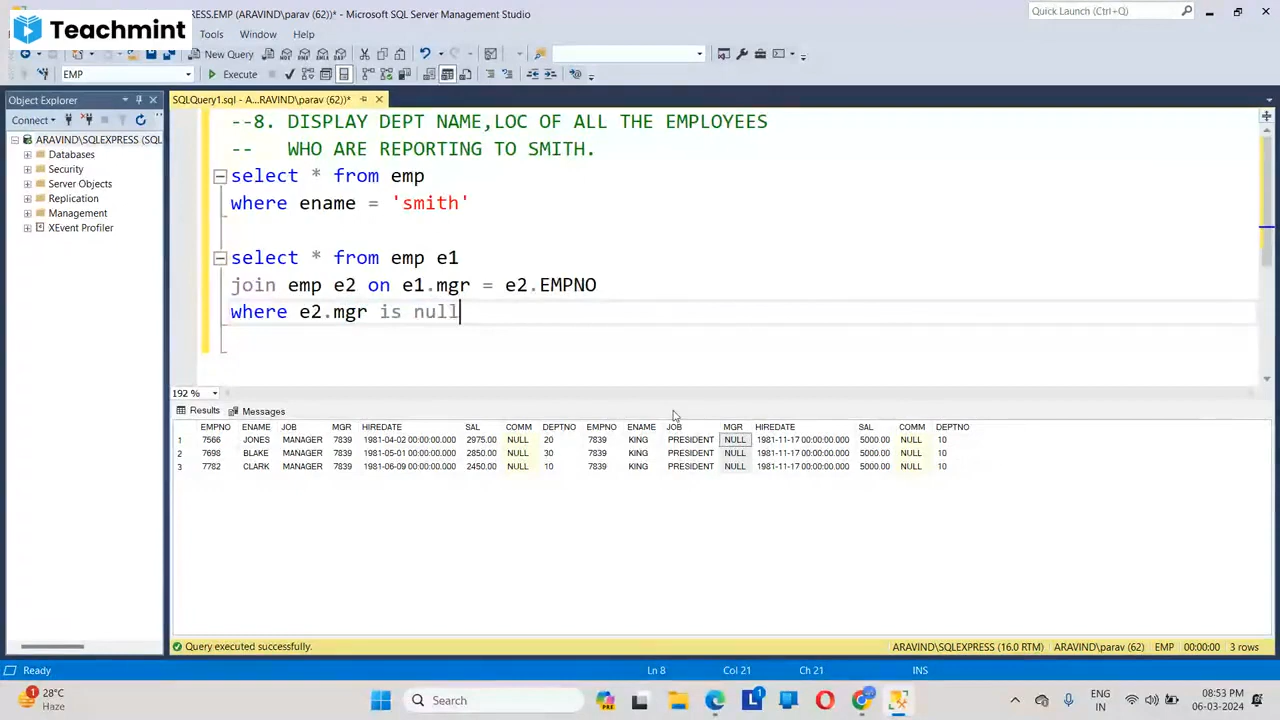 RESS.EMP (ARAVIND\parav (62))* - Microsoft SQL Server Management Studio
Quick Launch (Ctrl+Q)
Teachmint
Tools Window Help
New Query
EMP
Execute
Object Explorer
SQLQuery1.sql - A...RAVIND\parav (62))*
Connect
ARAVIND\SQLEXPRESS (SQL
Databases
Security
Server Objects
Replication
Management
XEvent Profiler
--8. DISPLAY DEPT NAME,LOC OF ALL THE EMPLOYEES
-- WHO ARE REPORTING TO SMITH.
select * from emp
where ename = 'smith'
select * from emp e1
join emp e2 on e1.mgr = e2.EMPNO
where e2.mgr is null
192 %
Results Messages
EMPNO ENAME JOB MGR HIREDATE SAL COMM DEPTNO EMPNO ENAME JOB MGR HIREDATE SAL COMM DEPTNO
1 7566 JONES MANAGER 7839 1981-04-02 00:00:00.000 2975.00 NULL 20 7839 KING PRESIDENT NULL 1981-11-17 00:00:00.000 5000.00 NULL 10
2 7698 BLAKE MANAGER 7839 1981-05-01 00:00:00.000 2850.00 NULL 30 7839 KING PRESIDENT NULL 1981-11-17 00:00:00.000 5000.00 NULL 10
3 7782 CLARK MANAGER 7839 1981-06-09 00:00:00.000 2450.00 NULL 10 7839 KING PRESIDENT NULL 1981-11-17 00:00:00.000 5000.00 NULL 10
Query executed successfully.
ARAVIND\SQLEXPRESS (16.0 RTM) ARAVIND\parav (62) EMP 00:00:00 3 rows
Ready
Ln 8 Col 21 Ch 21 INS
1
28°C
Haze
Search
PRE
1
ENG
IN
08:53 PM
06-03-2024